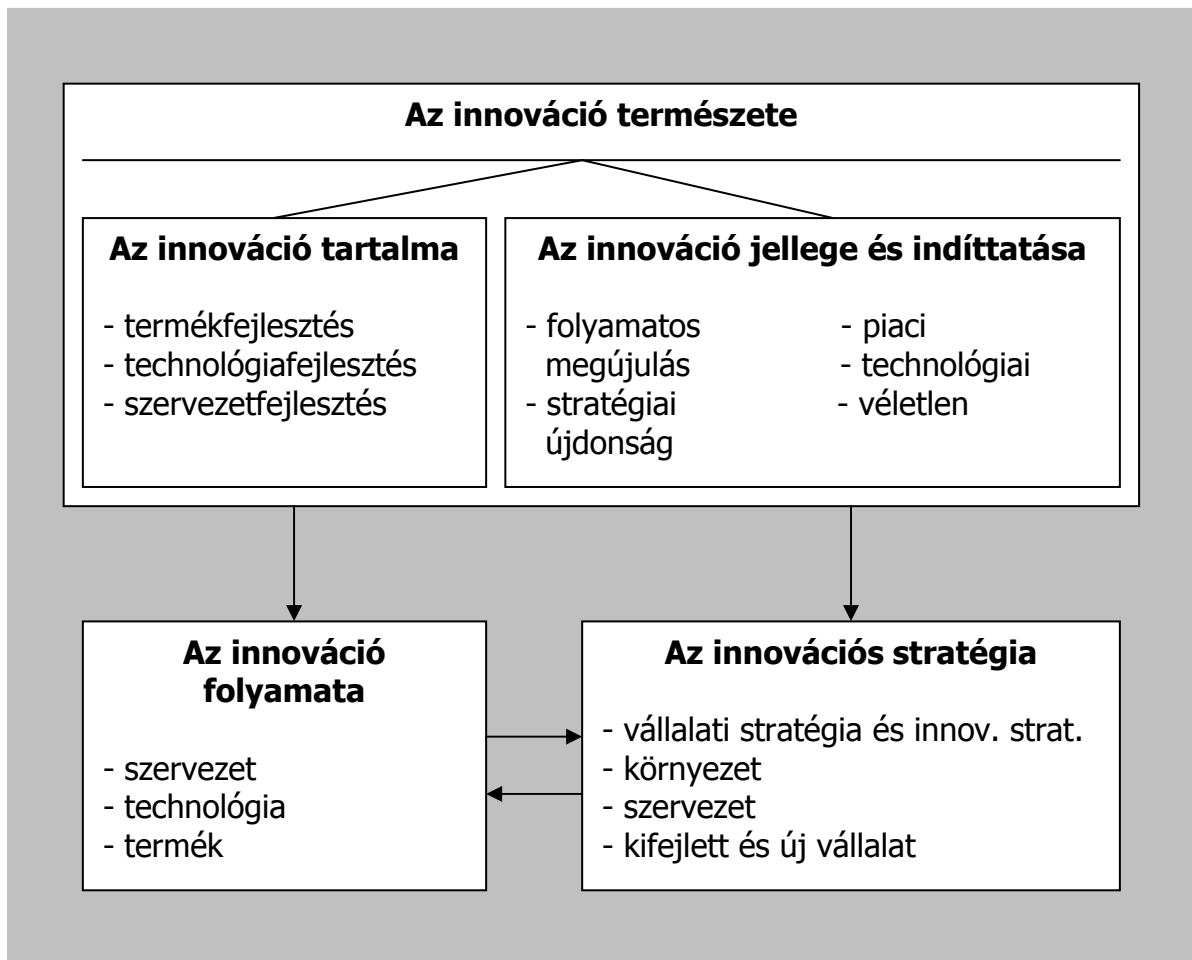 Az innováció természete
Az innováció tartalma
- termékfejlesztés
- technológiafejlesztés
- szervezetfejlesztés
Az innováció jellege és indíttatása
- folyamatos
megújulás
- stratégiai
újdonság
- piaci
- technológiai
- véletlen
Az innováció
folyamata
- szervezet
- technológia
- termék
Az innovációs stratégia
- vállalati stratégia és innov. strat.
- környezet
- szervezet
- kifejlett és új vállalat